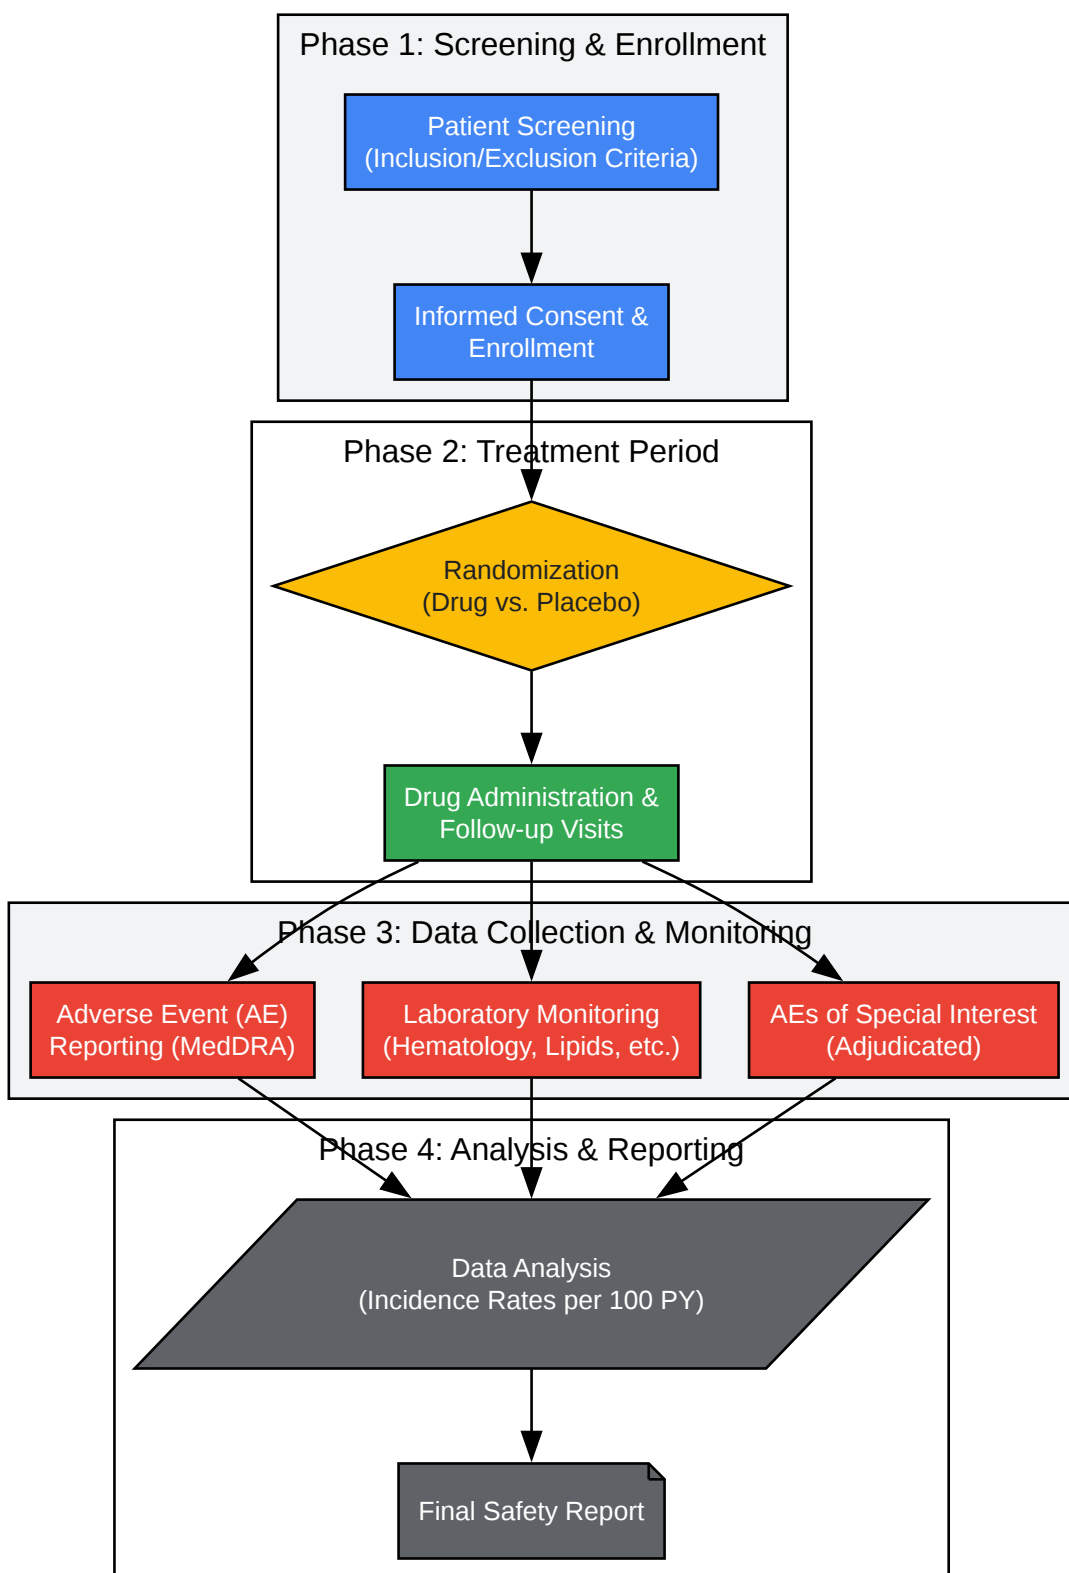 Phase 1: Screening & Enrollment
Patient Screening
(Inclusion/Exclusion Criteria)
Informed Consent &
Enrollment
Phase 2: Treatment Period
Randomization
(Drug vs. Placebo)
Drug Administration &
Follow-up Visits
Phase 3: Data Collection & Monitoring
Adverse Event (AE)
Reporting (MedDRA)
Laboratory Monitoring
(Hematology, Lipids, etc.)
AEs of Special Interest
(Adjudicated)
Phase 4: Analysis & Reporting
Data Analysis
(Incidence Rates per 100 PY)
Final Safety Report